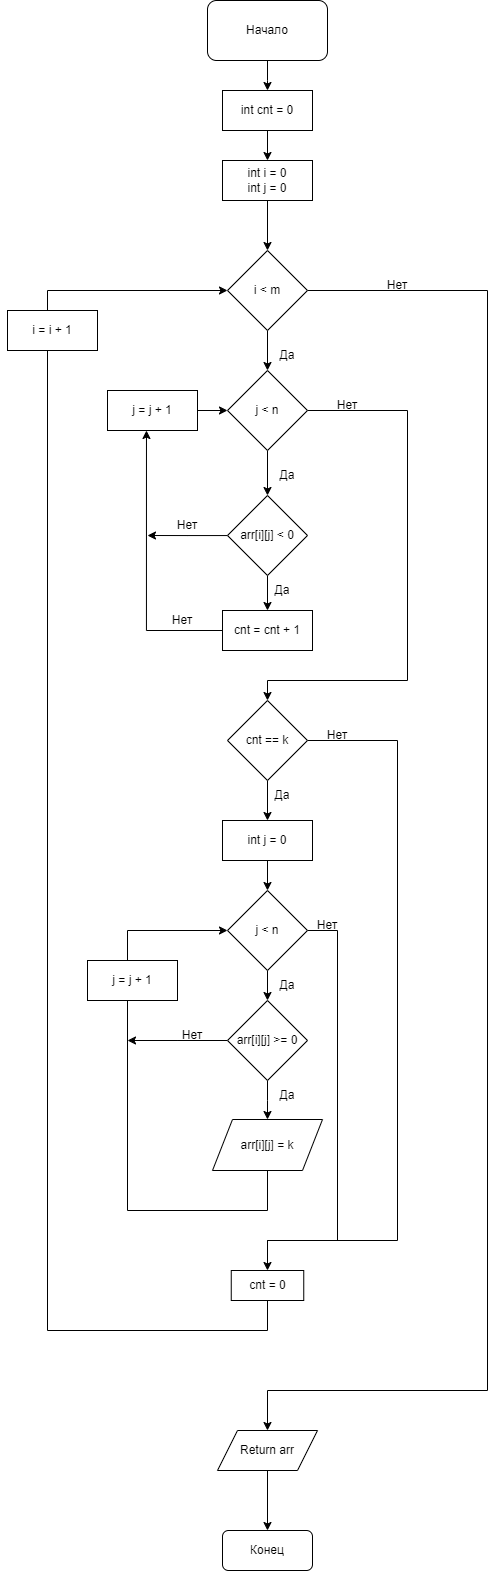 Начало
int cnt = 0
int i = 0
int j = 0
i < m
Нет
i = i + 1
Да
j = j + 1
j < n
Нет
Да
Нет
arr[i][j] < 0
Да
Нет
cnt = cnt + 1
cnt == k
Нет
Да
int j = 0
j < n
Нет
j = j + 1
Да
Нет
arr[i][j] >= 0
Да
arr[i][j] = k
cnt = 0
Return arr
Конец